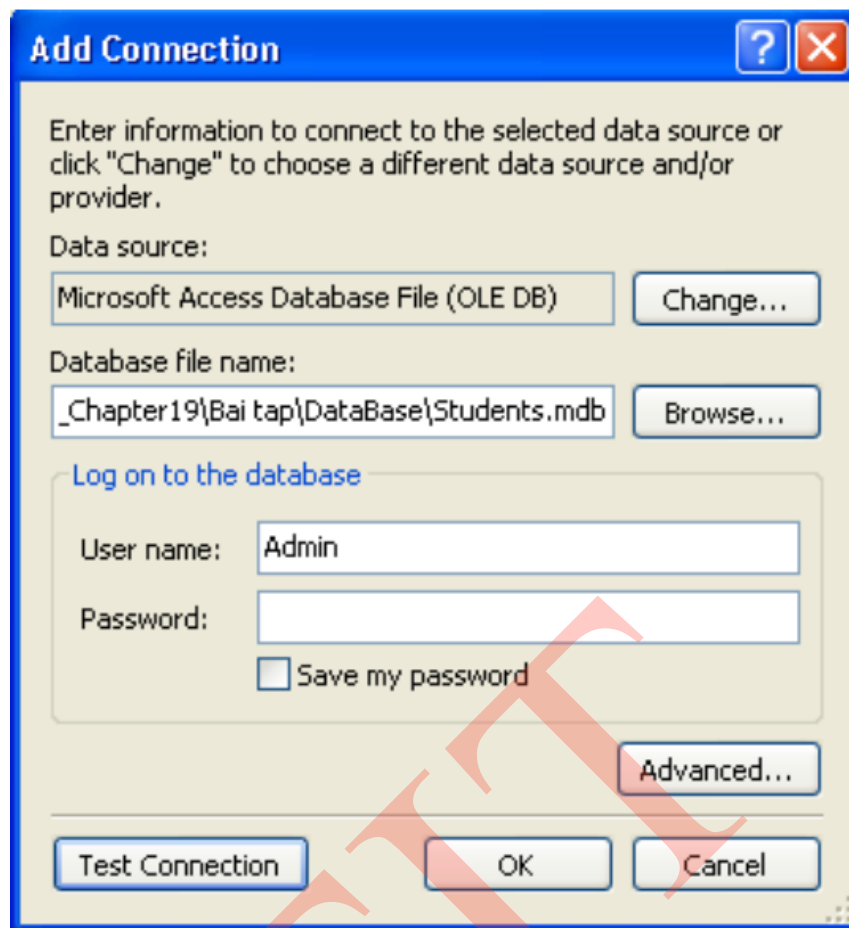 Add Connection
Enter information to connect to the selected data source or
click "Change" to choose a different data source and/or
provider.
Data source:
Microsoft Access Database File (OLE DB)
Change...
Database file name:
_Chapter19\Bai tap\DataBase\Students.mdb
Browse...
Log on to the database
User name:
Admin
Password:
Save my password
Advanced...
Test Connection
OK
Cancel